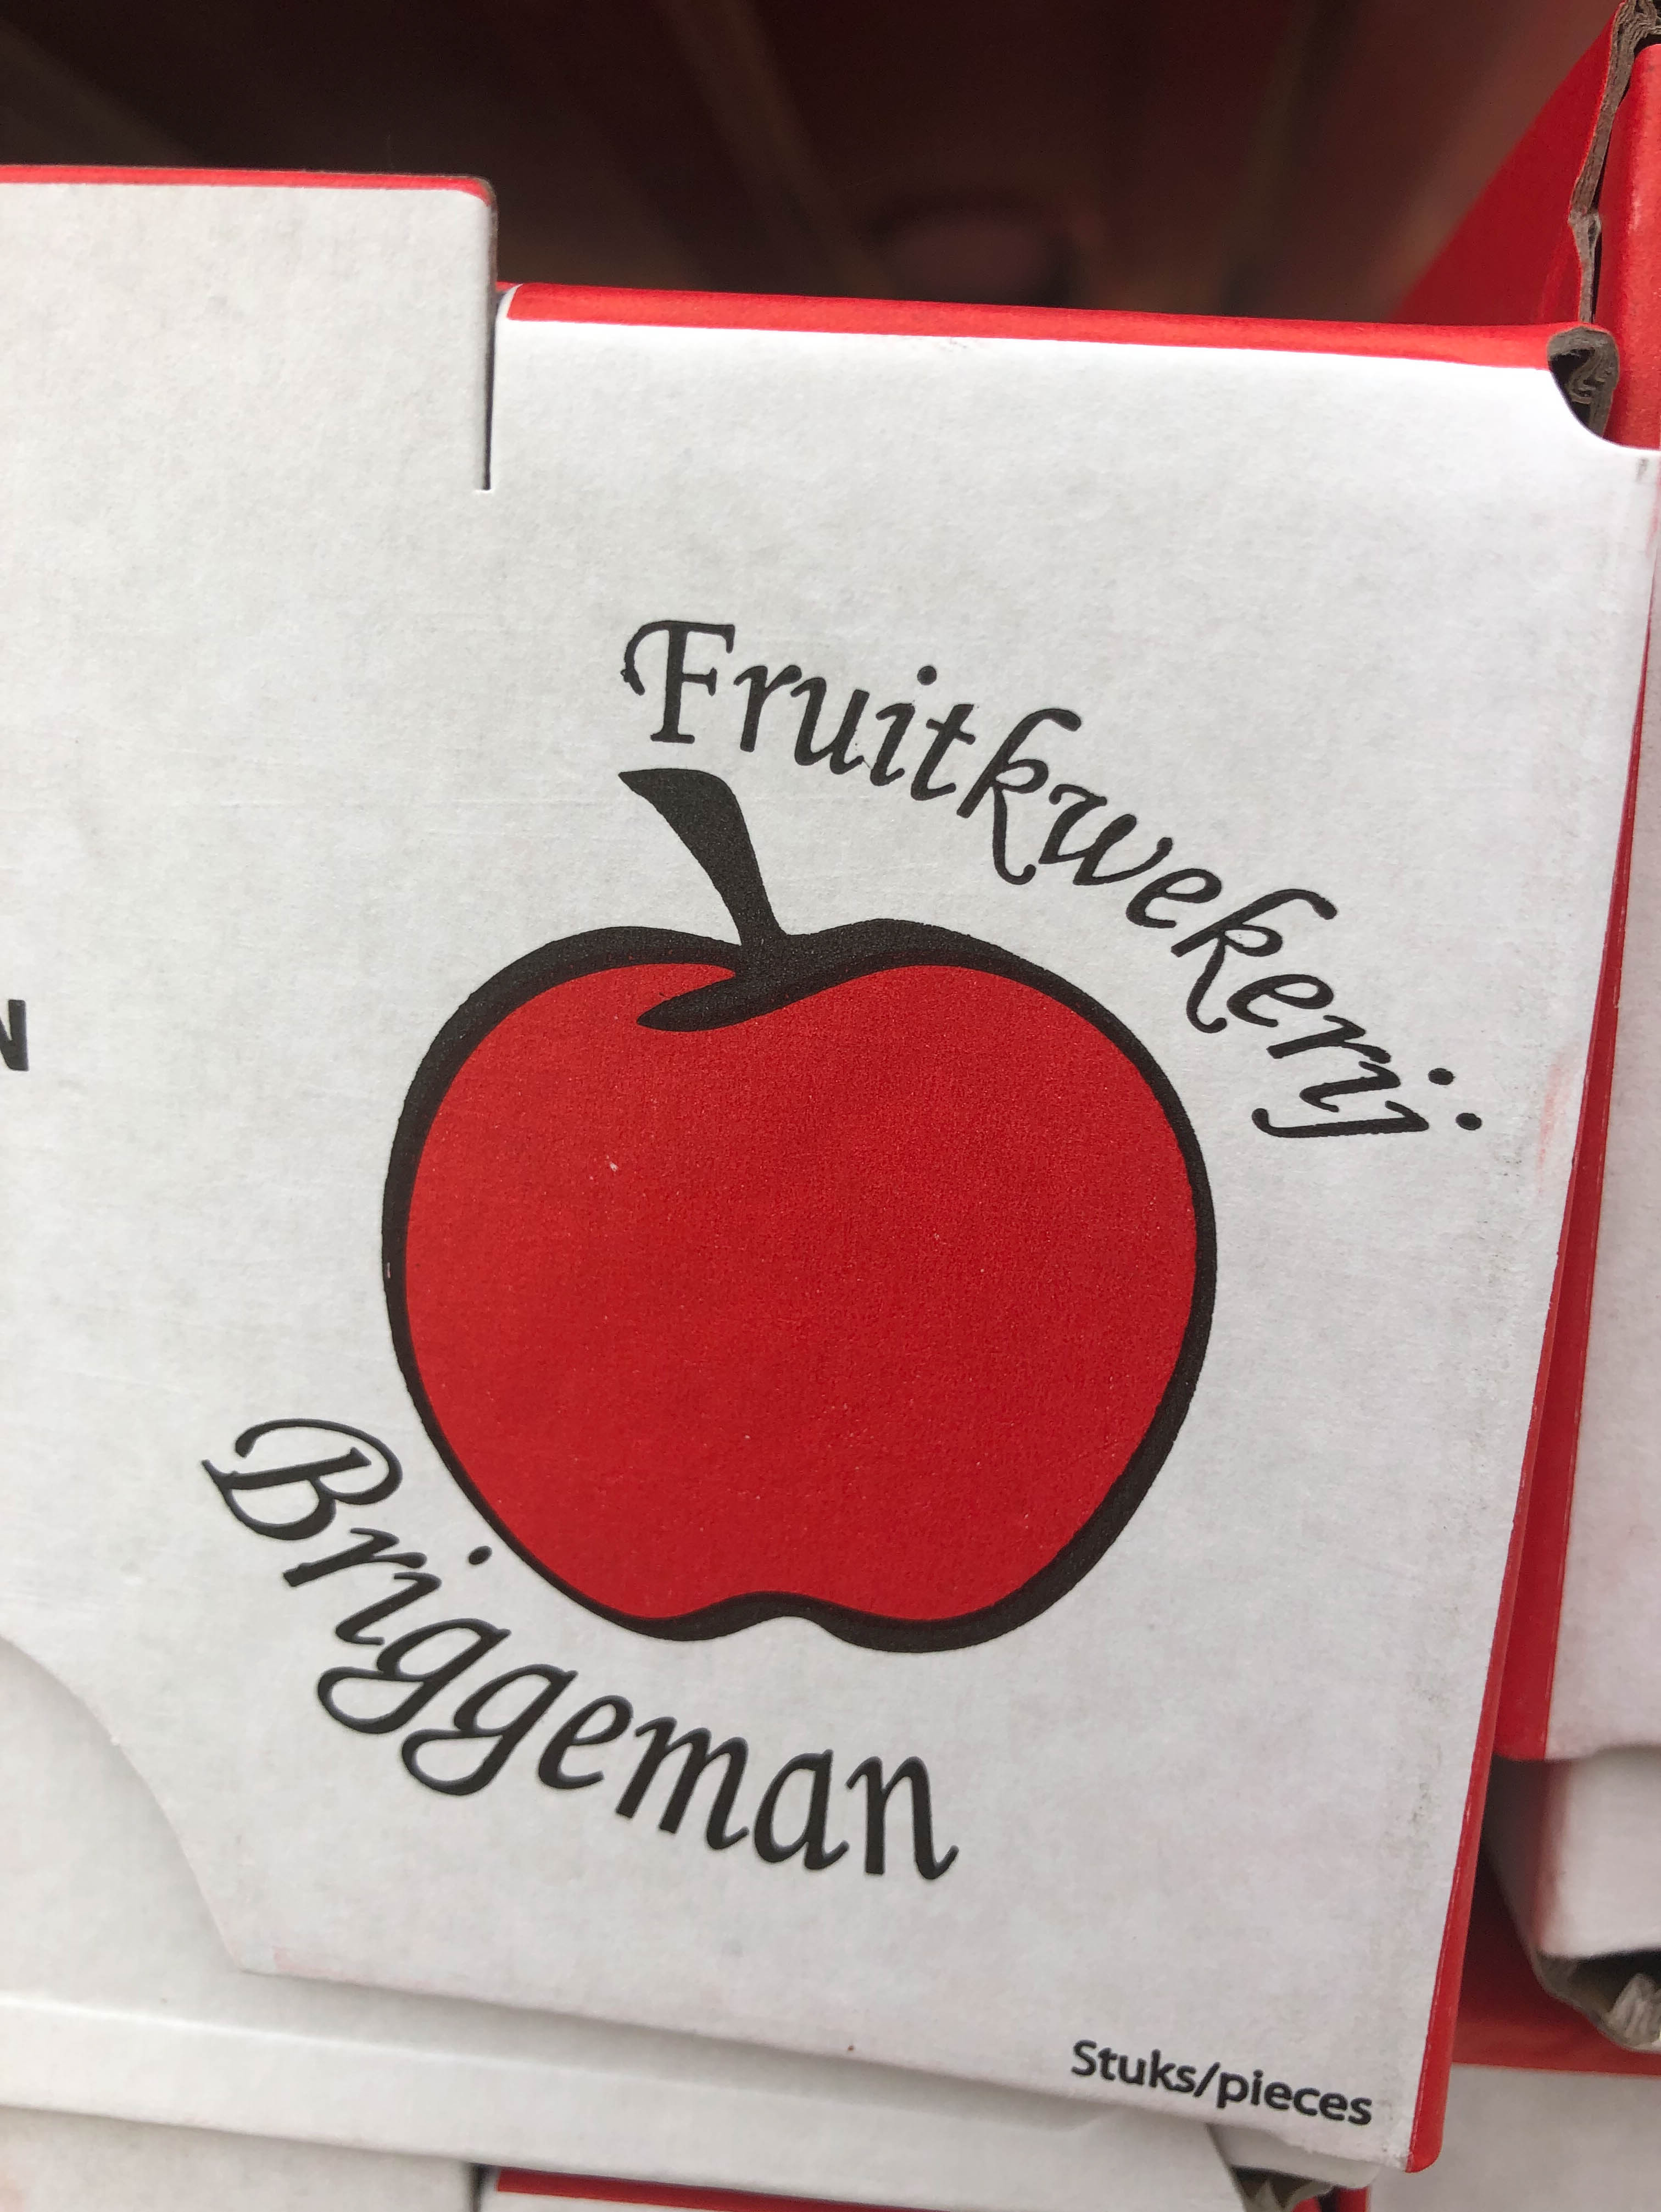 Fruitkwekerij
N
Briggeman
Stuks/pieces